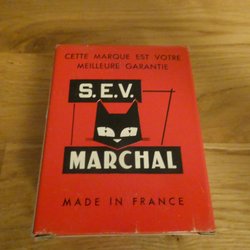 CETTE MARQUE EST VOTRE
MEILLEURE GARANTIE
S.E.V.
MARCHAL
MADE IN FRANCE